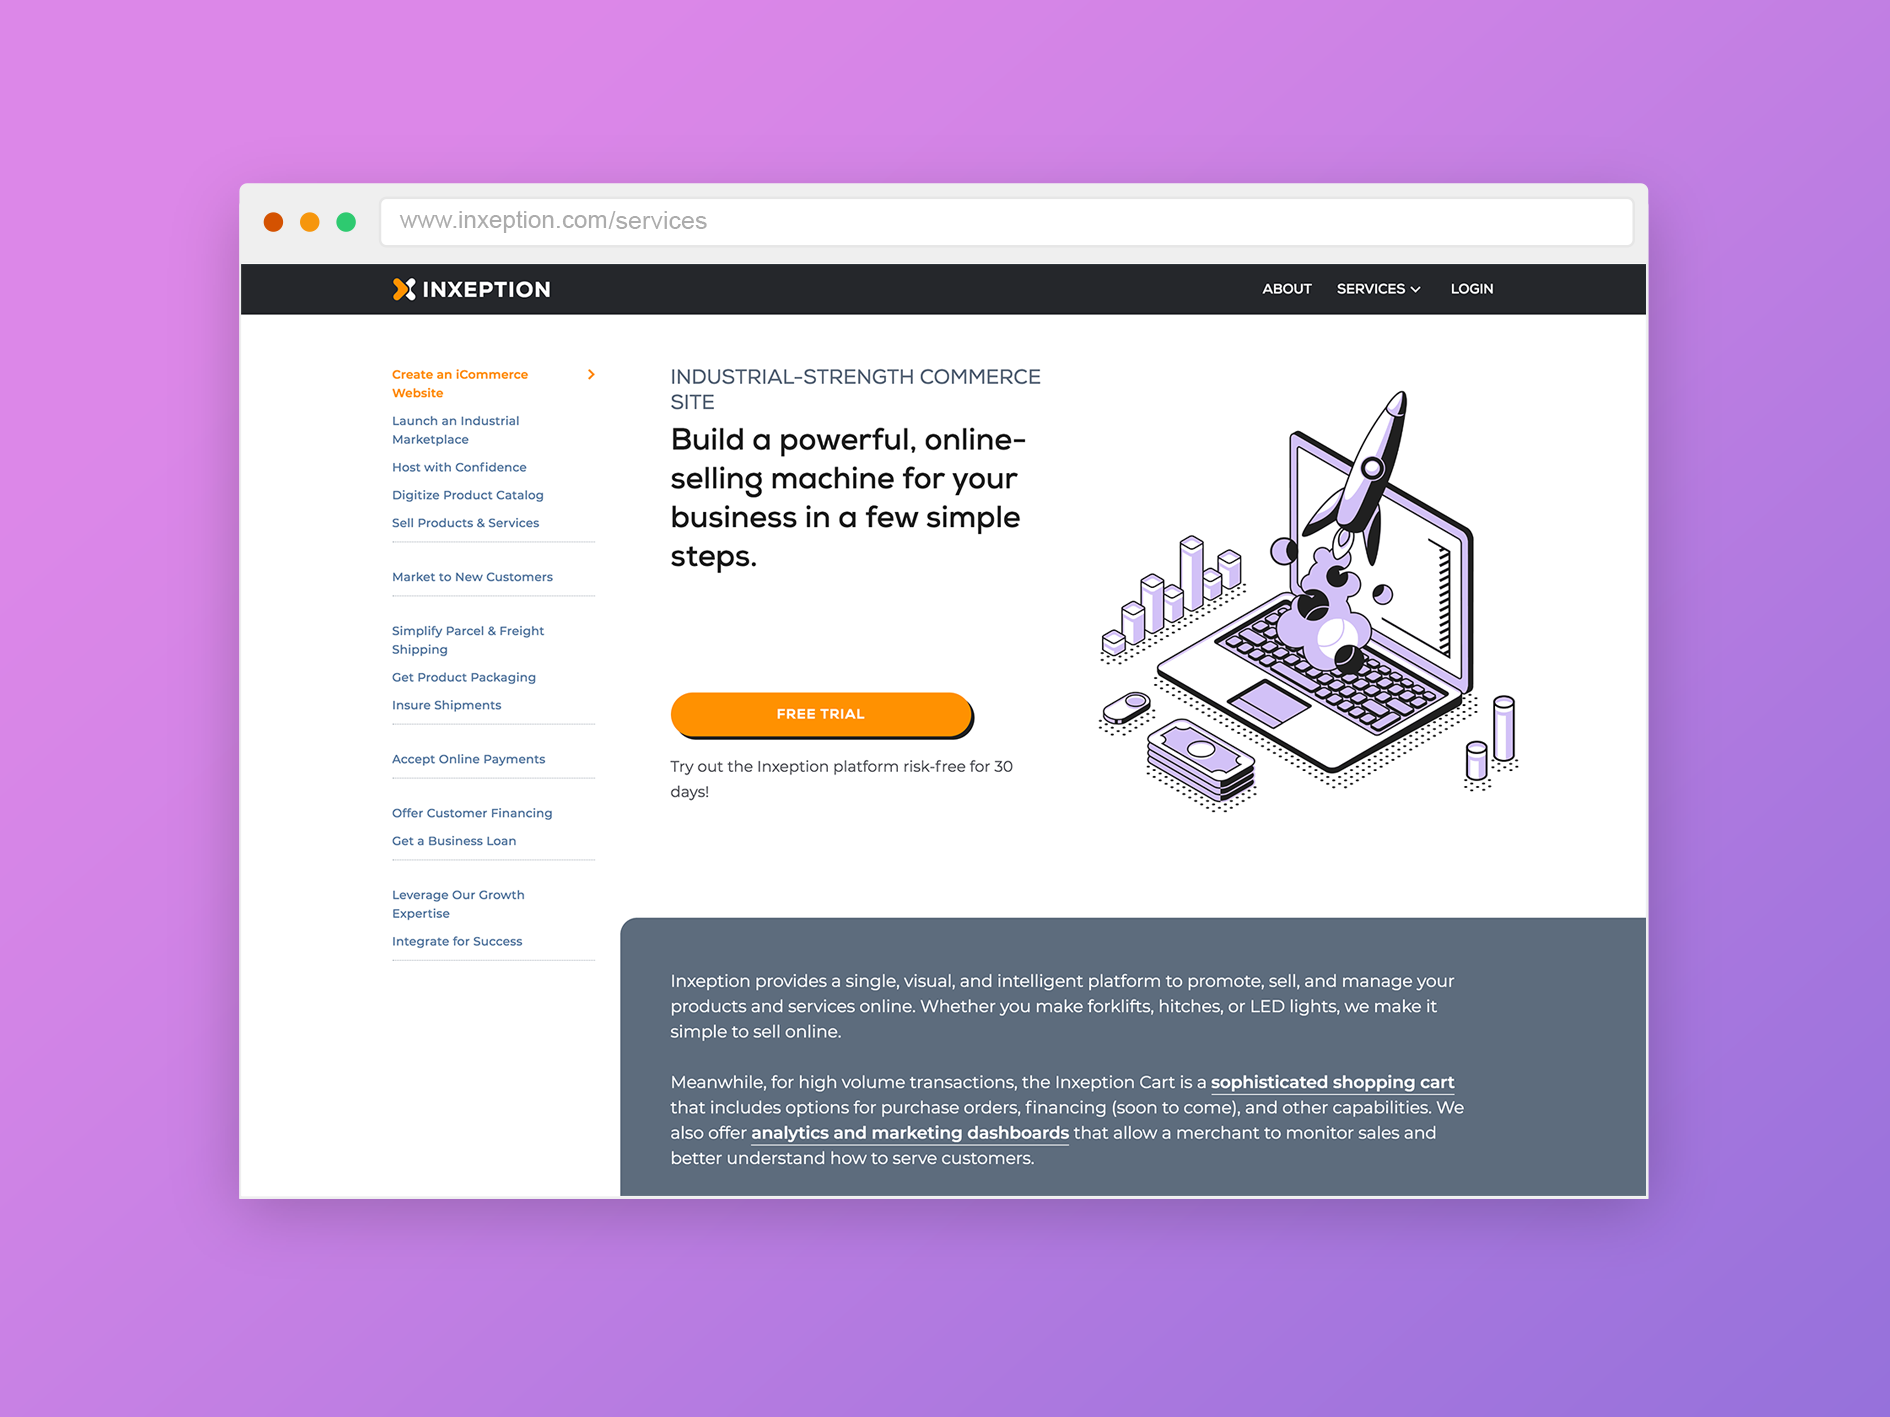 www.inxeption.com/services
INXEPTION
ABOUT
SERVICES
LOGIN
Create an iCommerce
Website
Launch an Industrial
Marketplace
Host with Confidence
Digitize Product Catalog
Sell Products & Services
Market to New Customers
Simplify Parcel & Freight
Shipping
Get Product Packaging
Insure Shipments
Accept Online Payments
Offer Customer Financing
Get a Business Loan
Leverage Our Growth
Expertise
Integrate for Success
INDUSTRIAL-STRENGTH COMMERCE
SITE
Build a powerful, online-
selling machine for your
business in a few simple
steps.
FREE TRIAL
Try out the Inxeption platform risk-free for 30
days!
Inxeption provides a single, visual, and intelligent platform to promote, sell, and manage your
products and services online. Whether you make forklifts, hitches, or LED lights, we make it
simple to sell online.
Meanwhile, for high volume transactions, the Inxeption Cart is a sophisticated shopping cart
that includes options for purchase orders, financing (soon to come), and other capabilities. We
also offer analytics and marketing dashboards that allow a merchant to monitor sales and
better understand how to serve customers.